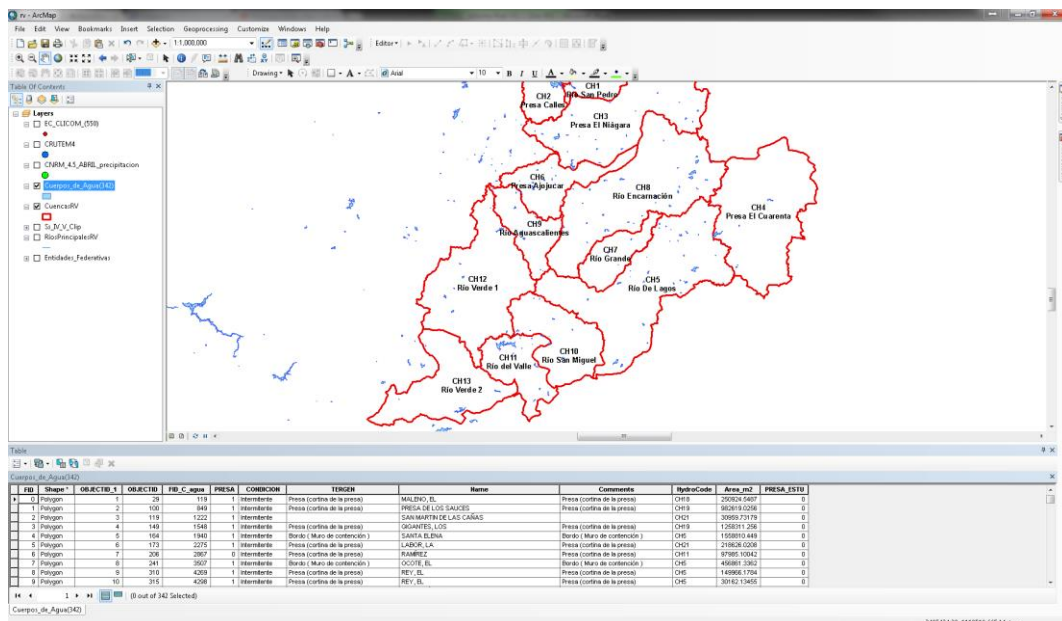 rv - ArcMap
File Edit View Bookmarks Insert Selection Geoprocessing Customize Windows Help
1:1,000,000
Editor
Drawing
Arial
10
B I U A
Table Of Contents
Layers
EC_CLICOM_(558)
CRUTEM4
CNRM_4.5_ABRIL_precipitacion
Cuerpos_de_Agua(342)
CuencasRV
Sr_IV_V_Clip
RiosPrincipalesRV
Entidades_Federativas
CH2
Presa Calles
CH1
Río San Pedro
CH3
Presa El Niágara
CH6
Presa Ajojucar
CH8
Río Encarnación
CH4
Presa El Cuarenta
CH9
Río Aguascalientes
CH7
Río Grande
CH12
Río Verde 1
CH5
Río De Lagos
CH10
Río San Miguel
CH11
Río del Valle
CH13
Río Verde 2
Table
Cuerpos_de_Agua(342)
FID Shape * OBJECTID_1 OBJECTID FID_C_agua PRESA CONDICION TERGEN Name Comments HydroCode Area_m2 PRESA_ESTU
0 Polygon 1 29 119 1 Intermitente Presa (cortina de la presa) MALENO, EL Presa (cortina de la presa) CH18 250924.5487 0
1 Polygon 2 100 849 1 Intermitente Presa (cortina de la presa) PRESA DE LOS SAUCES Presa (cortina de la presa) CH19 982619.0256 0
2 Polygon 3 119 1222 1 Intermitente SAN MARTIN DE LAS CAÑAS CH21 30959.73179 0
3 Polygon 4 149 1548 1 Intermitente Presa (cortina de la presa) GIGANTES, LOS Presa (cortina de la presa) CH19 1258311.256 0
4 Polygon 5 164 1940 1 Intermitente Bordo ( Muro de contención ) SANTA ELENA Bordo ( Muro de contención ) CH5 1558810.449 0
5 Polygon 6 173 2275 1 Intermitente Presa (cortina de la presa) LABOR, LA Presa (cortina de la presa) CH21 218626.0208 0
6 Polygon 7 206 2867 0 Intermitente Presa (cortina de la presa) RAMÍREZ Presa (cortina de la presa) CH11 97985.10042 0
7 Polygon 8 241 3507 1 Intermitente Bordo ( Muro de contención ) OCOTE, EL Bordo ( Muro de contención ) CH5 456861.3362 0
8 Polygon 9 310 4269 1 Intermitente Presa (cortina de la presa) REY, EL Presa (cortina de la presa) CH5 149966.1784 0
9 Polygon 10 315 4298 1 Intermitente Presa (cortina de la presa) REY, EL Presa (cortina de la presa) CH5 30162.13455 0
1 (0 out of 342 Selected)
Cuerpos_de_Agua(342)